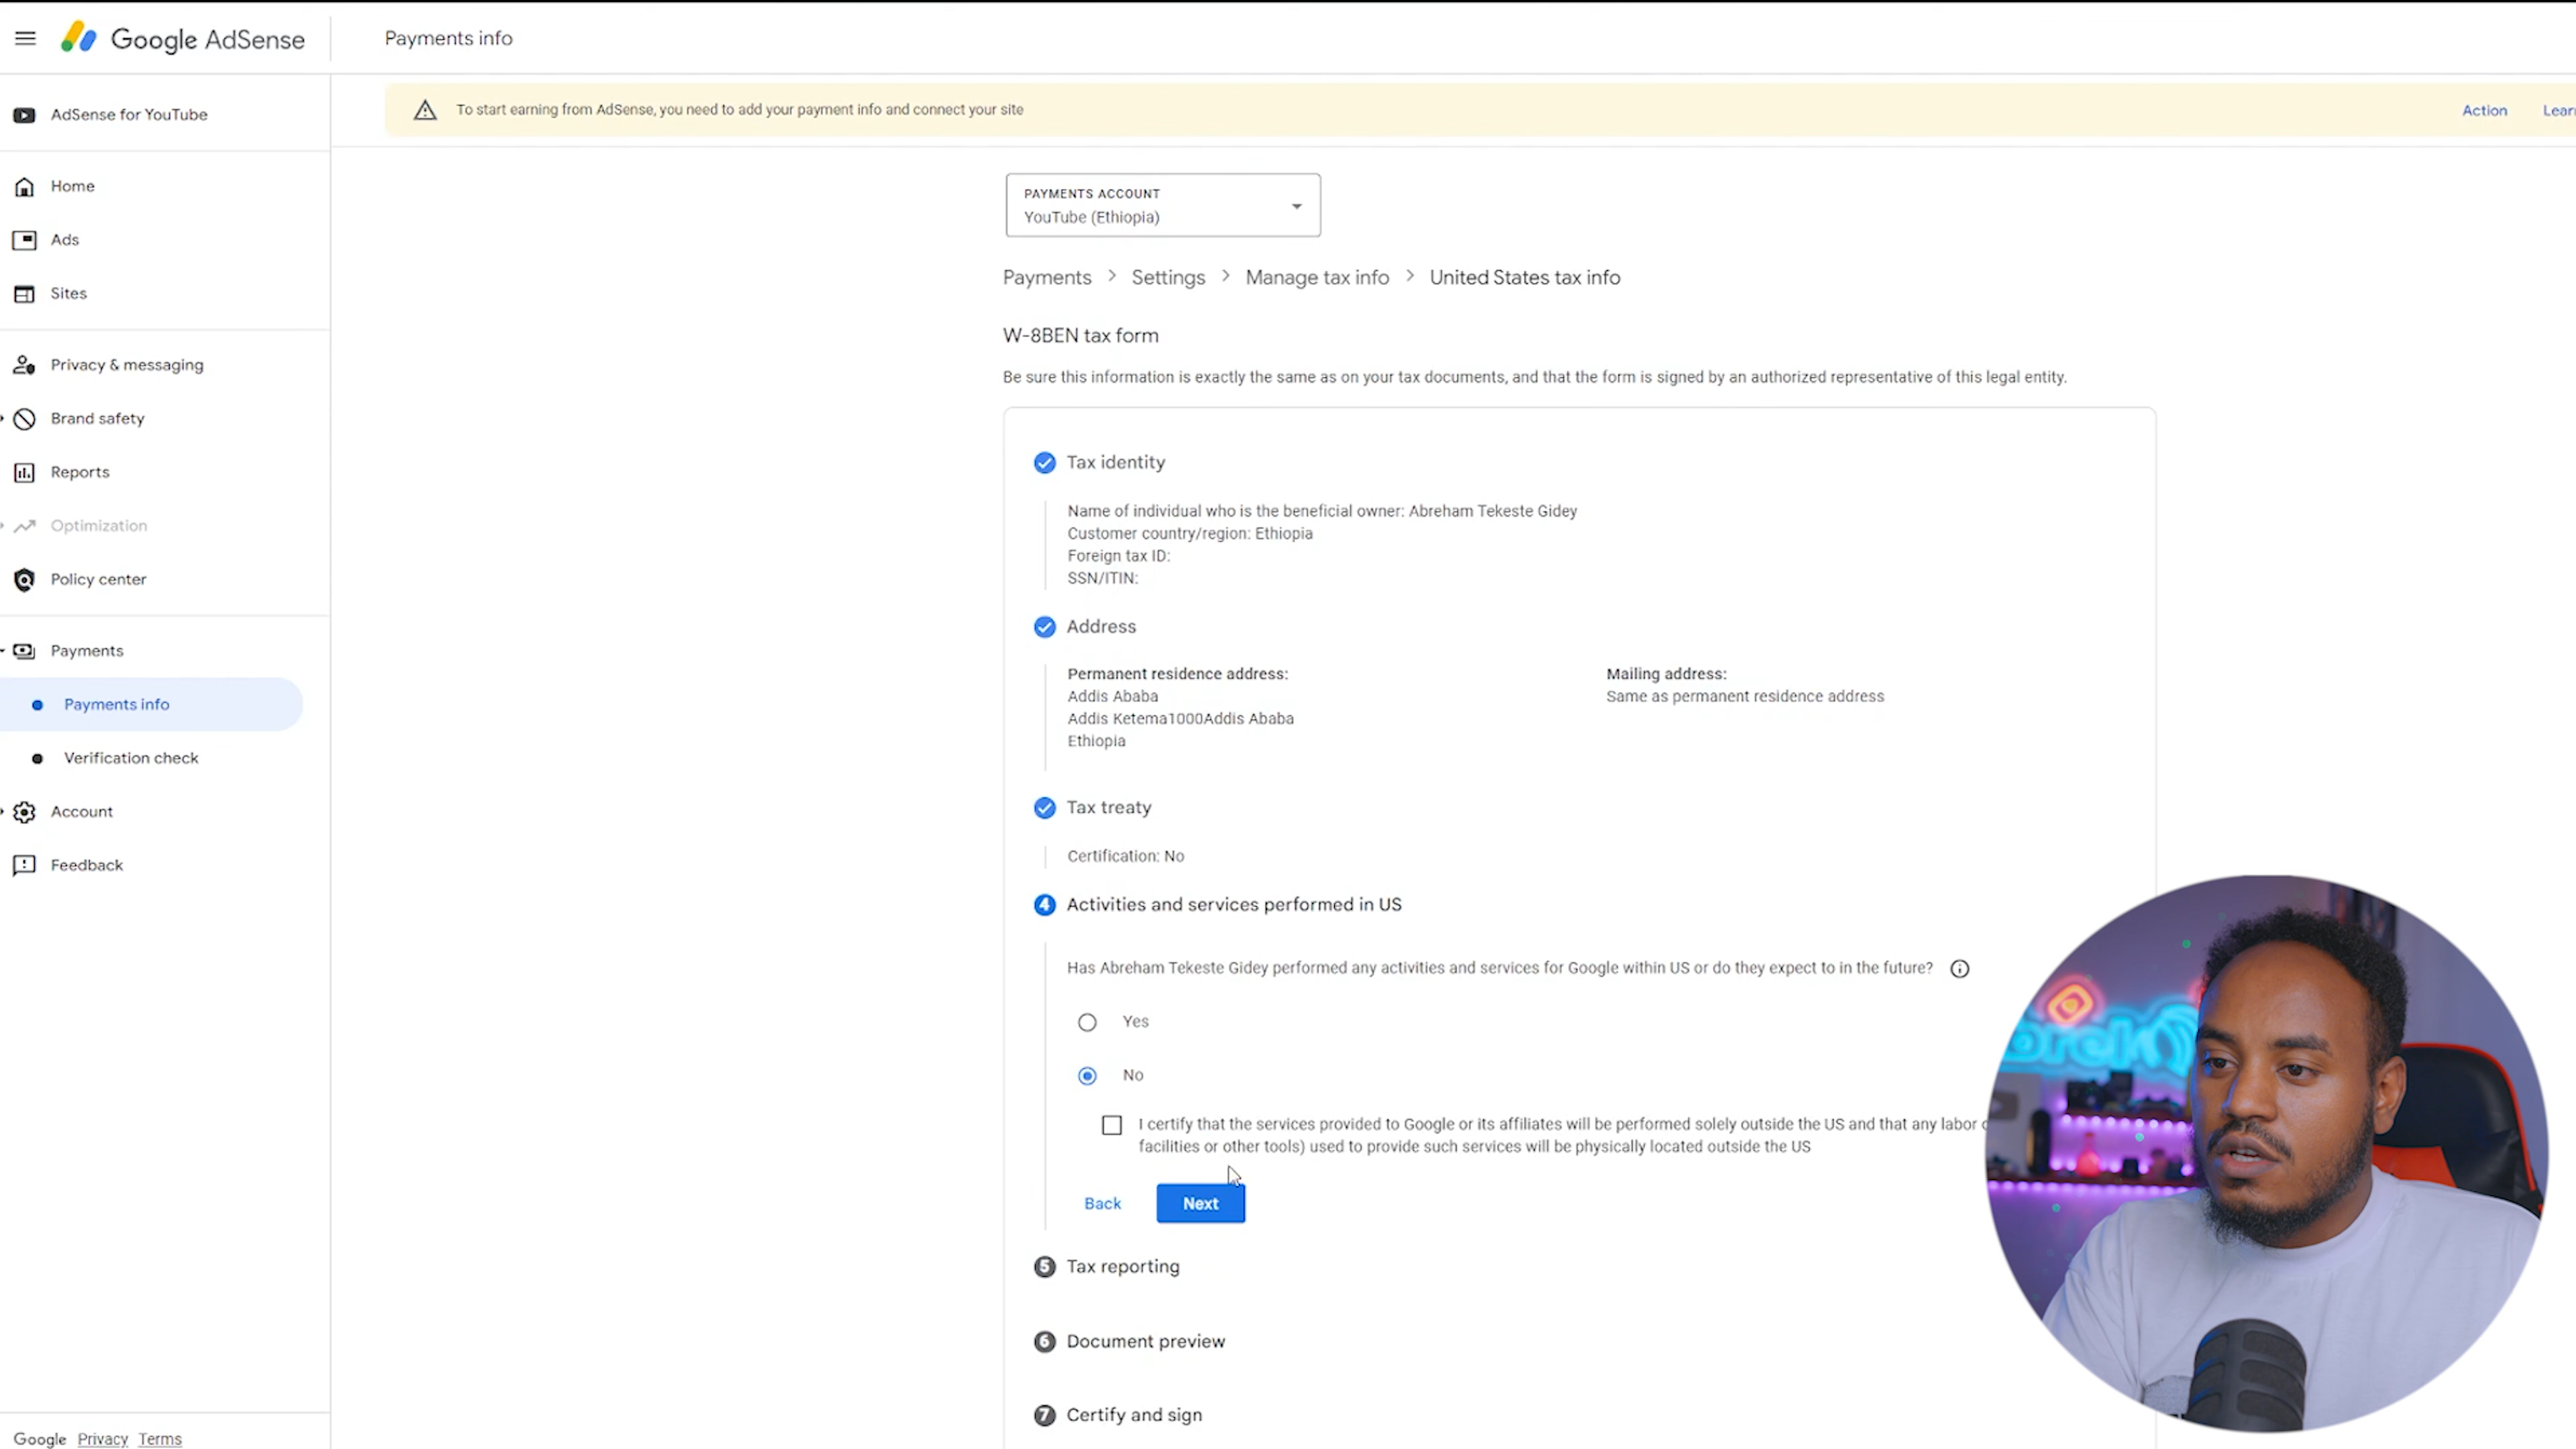 Google AdSense
Payments info
AdSense for YouTube
To start earning from AdSense, you need to add your payment info and connect your site
Action
Home
Ads
Sites
Privacy & messaging
Brand safety
Reports
Optimization
Policy center
Payments
Payments info
Verification check
Account
Feedback
Google Privacy Terms
PAYMENTS ACCOUNT
YouTube (Ethiopia)
Payments > Settings > Manage tax info > United States tax info
W-8BEN tax form
Be sure this information is exactly the same as on your tax documents, and that the form is signed by an authorized representative of this legal entity.
Tax identity
Name of individual who is the beneficial owner: Abreham Tekeste Gidey
Customer country/region: Ethiopia
Foreign tax ID:
SSN/ITIN:
Address
Permanent residence address:
Addis Ababa
Addis Ketema1000Addis Ababa
Ethiopia
Mailing address:
Same as permanent residence address
Tax treaty
Certification: No
4 Activities and services performed in US
Has Abreham Tekeste Gidey performed any activities and services for Google within US or do they expect to in the future?
Yes
No
I certify that the services provided to Google or its affiliates will be performed solely outside the US and that any labor
facilities or other tools) used to provide such services will be physically located outside the US
Back Next
5 Tax reporting
6 Document preview
7 Certify and sign